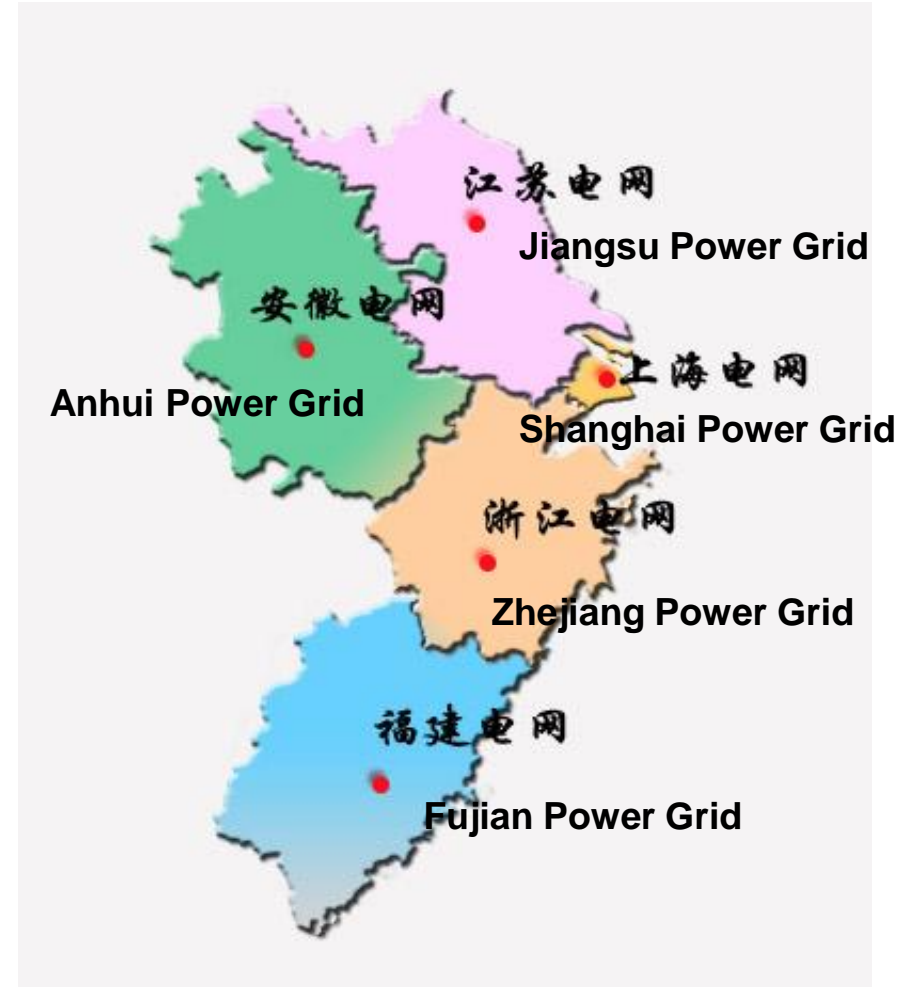 江苏电网
Jiangsu Power Grid
安徽电网
Anhui Power Grid
上海电网
Shanghai Power Grid
浙江电网
Zhejiang Power Grid
福建电网
Fujian Power Grid